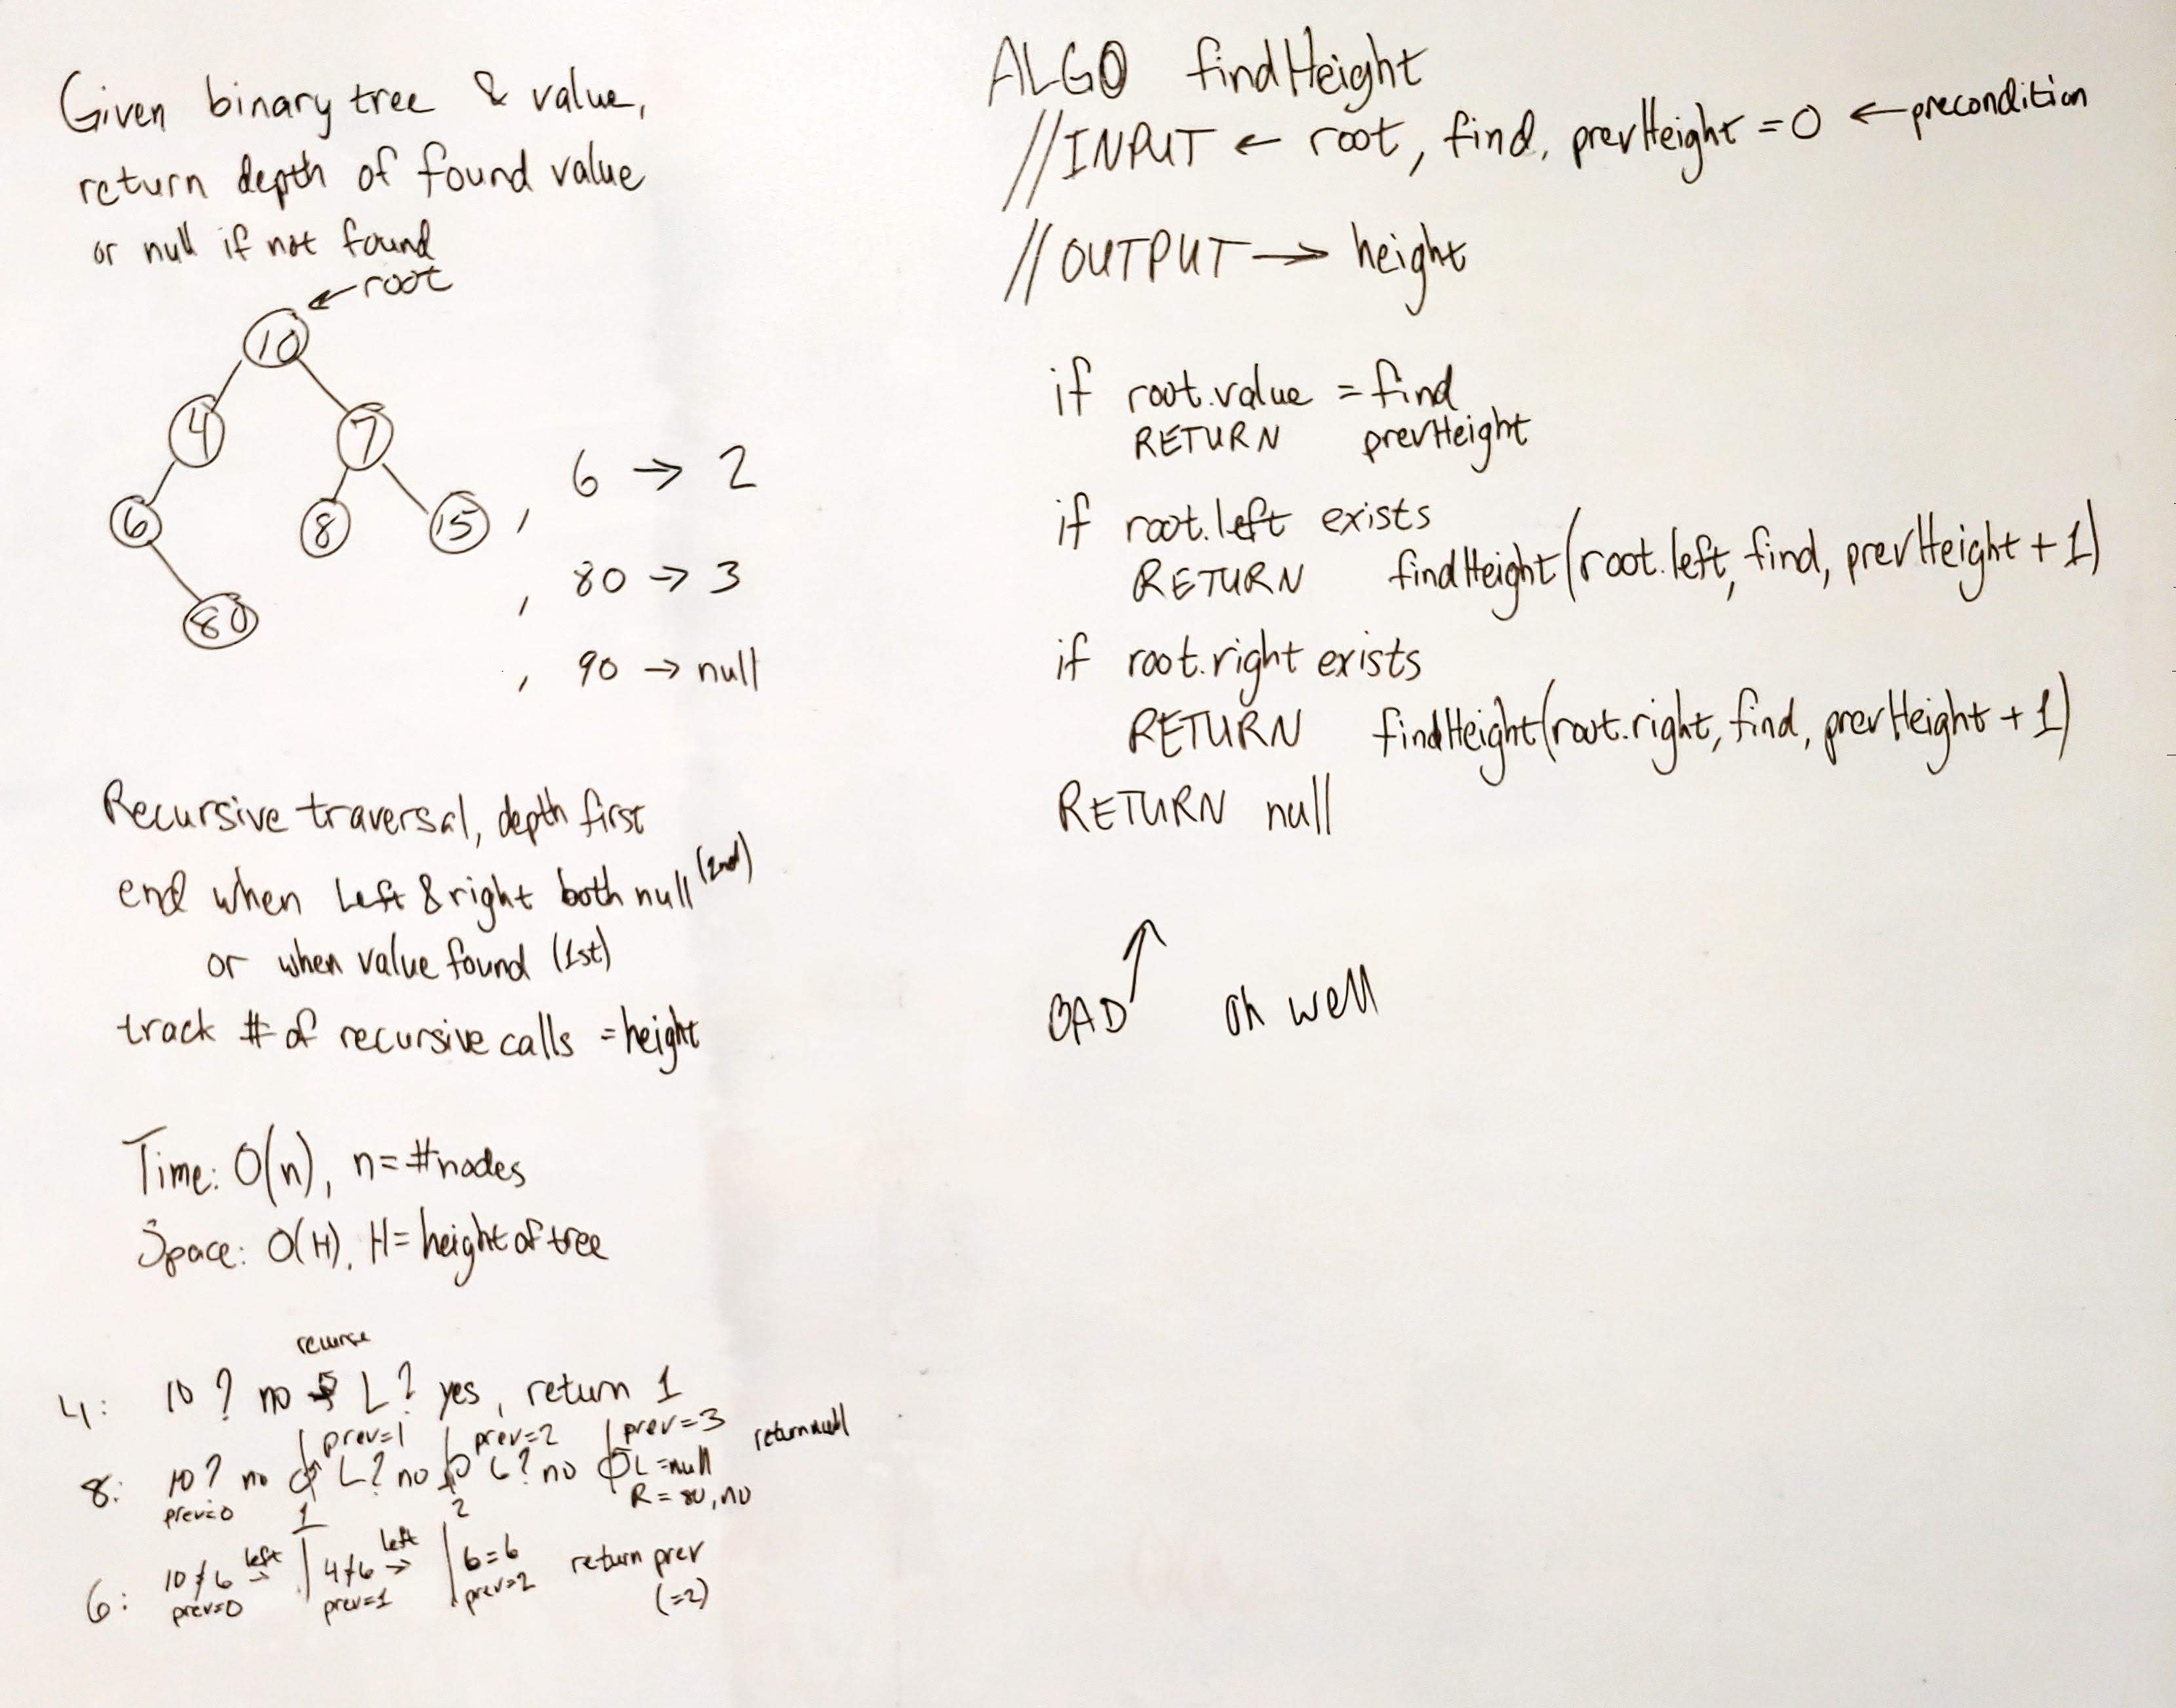 Given binary tree & value,
return depth of found value
or null if not found
←root
10
4
7
6
8
15
80
, 6 → 2
, 80 → 3
, 90 → null
Recursive traversal, depth first
end when Left & right both null (2nd)
or when value found (1st)
track # of recursive calls = height
Time: O(n), n = #nodes
Space: O(H), H = height of tree
recurse
4: 10? no → L? yes, return 1
prev=1 prev=2 prev=3 return null
8: 10? no L? no L? no L=null
prev=0 R=80, no
1 2
6: 10≠6 left → 4≠6 left → 6=6 return prev
prev=0 prev=1 prev=2 (=2)
ALGO findHeight
//INPUT ← root, find, prevHeight = 0 ← precondition
//OUTPUT → height
if root.value = find
RETURN prevHeight
if root.left exists
RETURN findHeight(root.left, find, prevHeight + 1)
if root.right exists
RETURN findHeight(root.right, find, prevHeight + 1)
RETURN null
BAD ↑ oh well